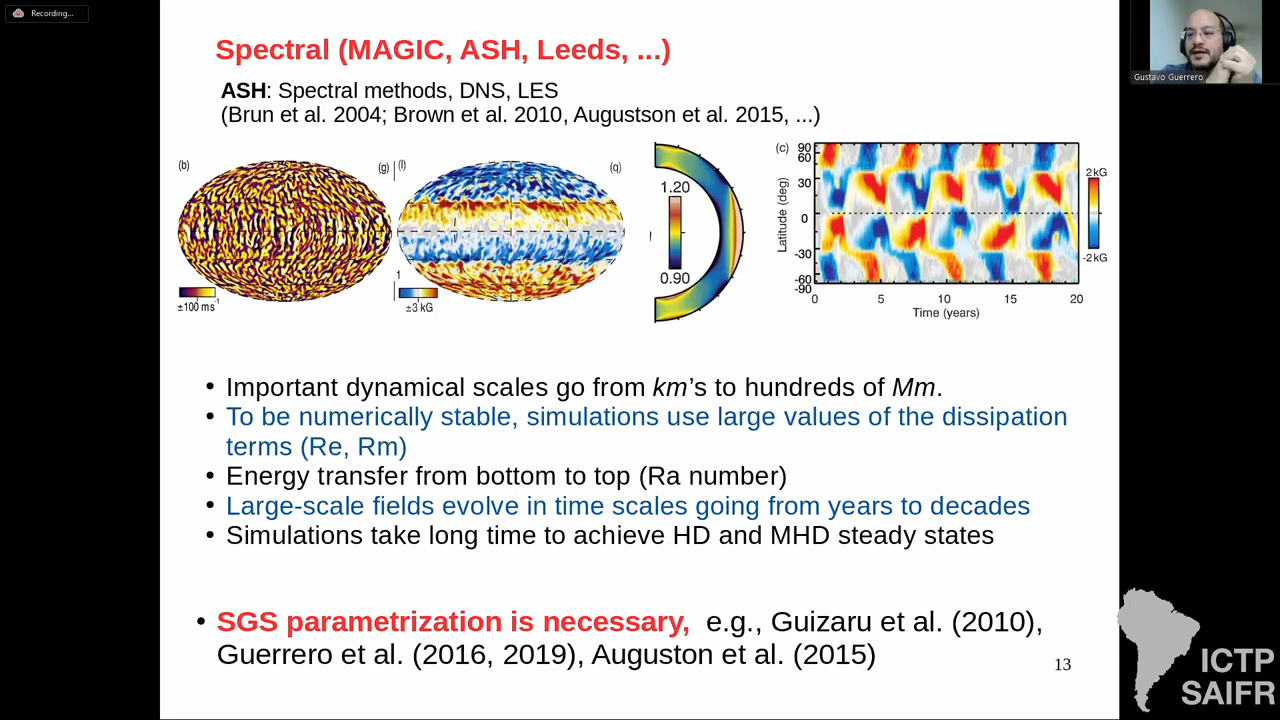 Recording...
Spectral (MAGIC, ASH, Leeds, ...)
ASH: Spectral methods, DNS, LES
(Brun et al. 2004; Brown et al. 2010, Augustson et al. 2015, ...)
Gustavo Guerrero
(b)
(g)
(l)
(q)
±100 ms-1
1
±3 kG
1.20
0.90
(c)
Latitude (deg)
90
60
30
0
-30
-60
-90
0 5 10 15 20
Time (years)
2 kG
-2 kG
• Important dynamical scales go from km's to hundreds of Mm.
• To be numerically stable, simulations use large values of the dissipation
terms (Re, Rm)
• Energy transfer from bottom to top (Ra number)
• Large-scale fields evolve in time scales going from years to decades
• Simulations take long time to achieve HD and MHD steady states
• SGS parametrization is necessary, e.g., Guizaru et al. (2010),
Guerrero et al. (2016, 2019), Auguston et al. (2015)
13
ICTP
SAIFR